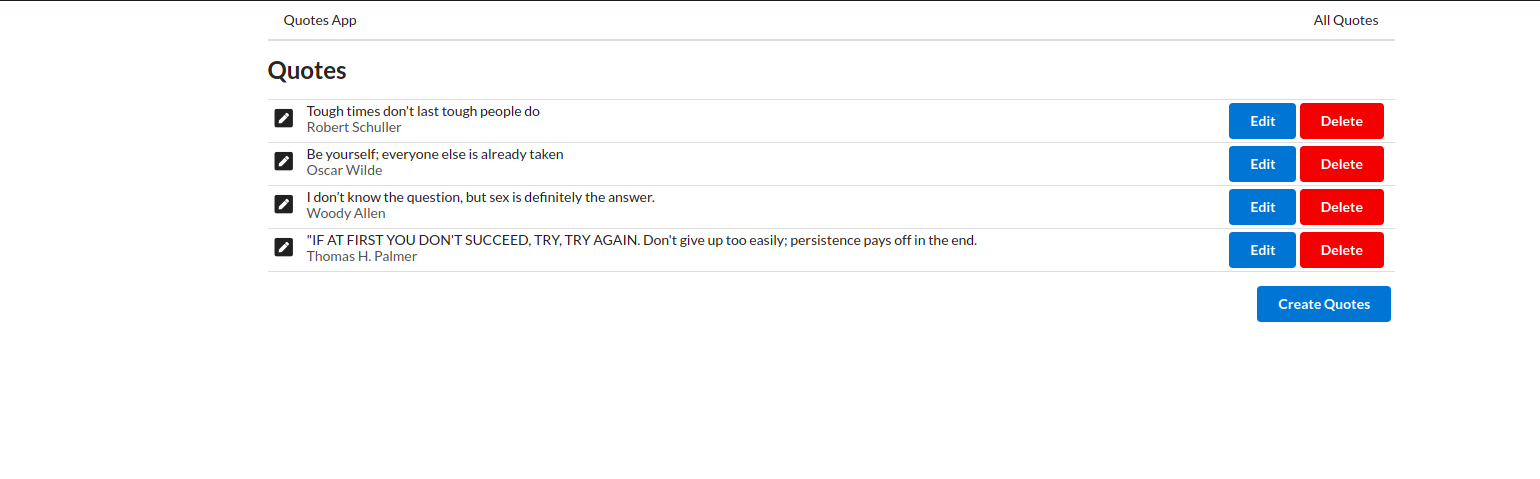 Quotes App All Quotes
Quotes
Tough times don't last tough people do
Robert Schuller
Edit Delete
Be yourself; everyone else is already taken
Oscar Wilde
Edit Delete
I don't know the question, but sex is definitely the answer.
Woody Allen
Edit Delete
"IF AT FIRST YOU DON'T SUCCEED, TRY, TRY AGAIN. Don't give up too easily; persistence pays off in the end.
Thomas H. Palmer
Edit Delete
Create Quotes